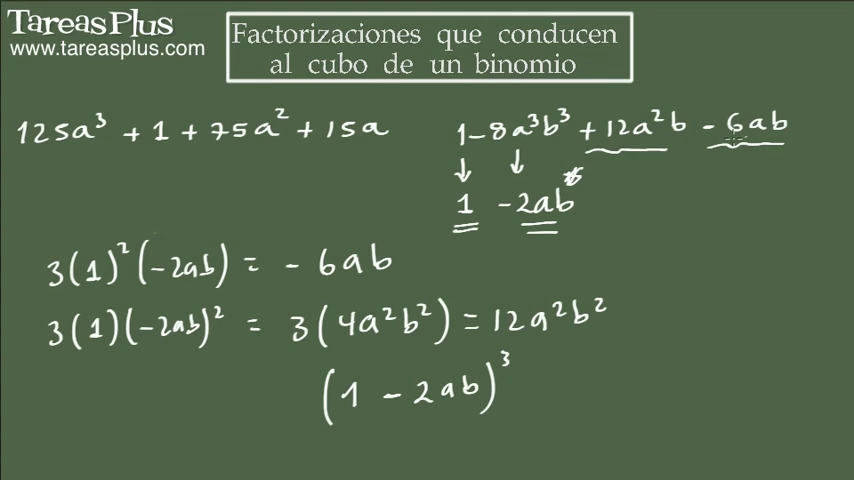 TareasPlus
www.tareasplus.com
Factorizaciones que conducen
al cubo de un binomio
125a³ + 1 + 75a² + 15a
1 - 8a³b³ + 12a²b - 6ab
1 - 2ab
3(1)²(-2ab) = - 6ab
3(1)(-2ab)² = 3(4a²b²) = 12a²b²
(1 - 2ab)³